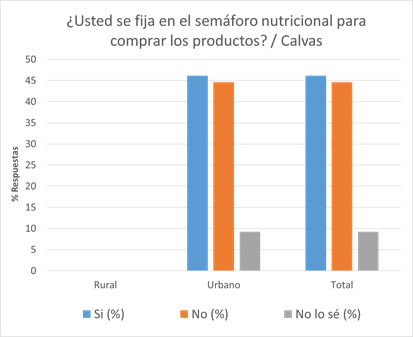 ¿Usted se fija en el semáforo nutricional para
comprar los productos? / Calvas
% Respuestas
50
45
40
35
30
25
20
15
10
5
0
Rural Urbano Total
Si (%) No (%) No lo sé (%)